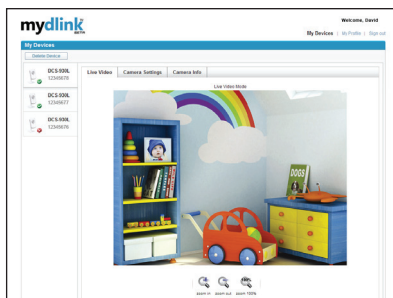 mydlink
BETA
Welcome, David
My Devices | My Profile | Sign out
My Devices
Delete Device
DCS-930L
12345678
DCS-930L
12345677
DCS-930L
12345676
Live Video
Camera Settings
Camera Info
Live Video Mode
DOGS
100%
zoom in zoom out zoom 100%